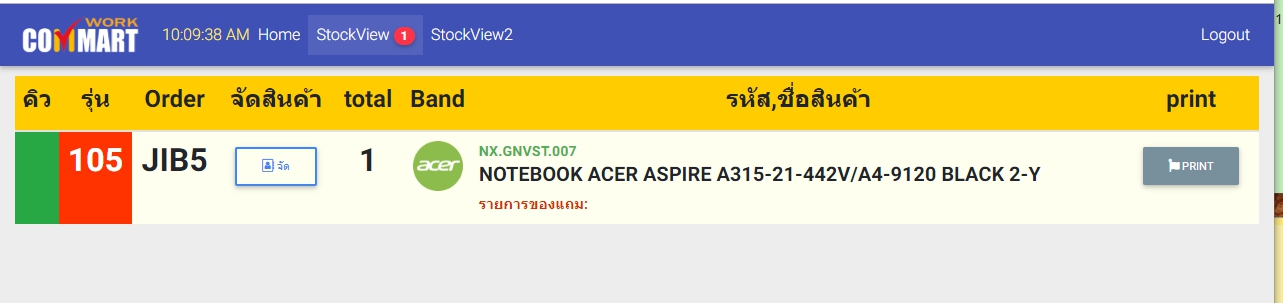 WORK
COMMART 10:09:38 AM Home StockView 1 StockView2 Logout
1
คิว รุ่น Order จัดสินค้า total Band รหัส,ชื่อสินค้า print
105 JIB5 จัด 1 acer NX.GNVST.007 PRINT
NOTEBOOK ACER ASPIRE A315-21-442V/A4-9120 BLACK 2-Y
รายการของแถม: